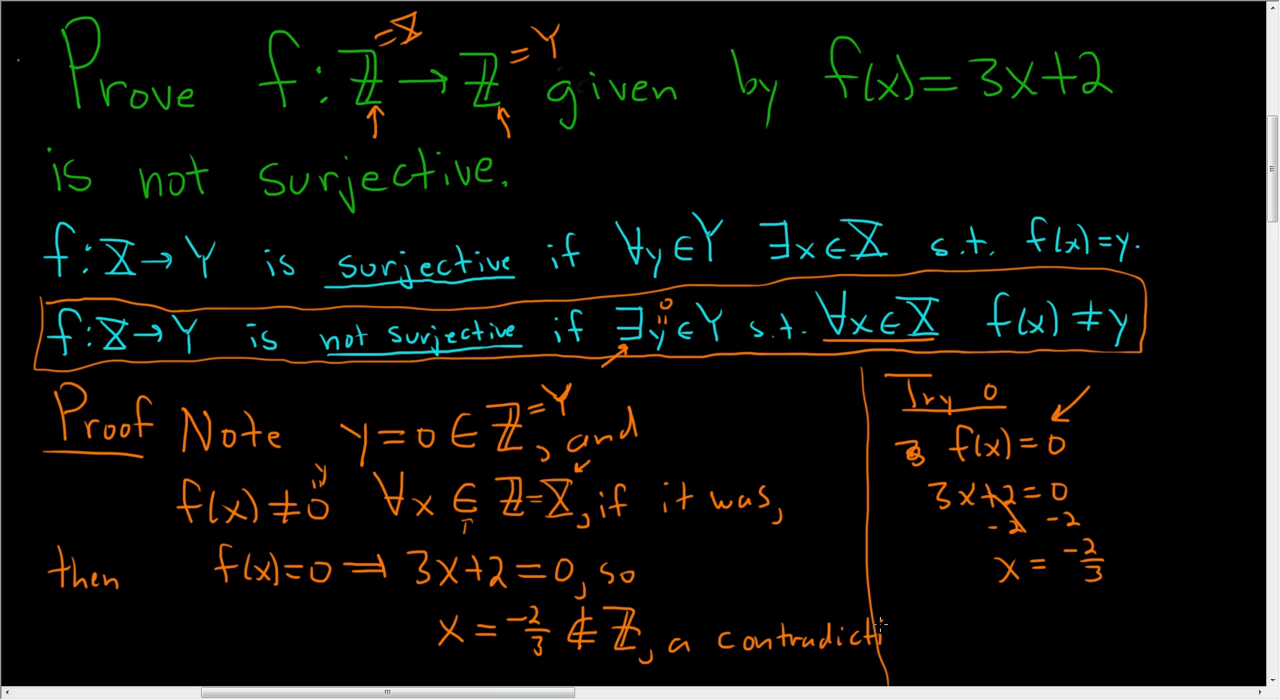 Prove f : ℤ → ℤ given by f(x) = 3x+2
= X
= Y
is not surjective.
f : X → Y is surjective if ∀y ∈ Y ∃x ∈ X s.t. f(x) = y.
f : X → Y is not surjective if ∃y ∈ Y s.t. ∀x ∈ X f(x) ≠ y
0
=
Proof Note y = 0 ∈ ℤ = Y, and
f(x) ≠ 0 ∀x ∈ ℤ = X, if it was,
y
=
then f(x) = 0 ⟹ 3x+2 = 0, so
x = -2/3 ∉ ℤ, a contradicti
Try 0
f(x) = 0
3x+2 = 0
-2 -2
x = -2/3